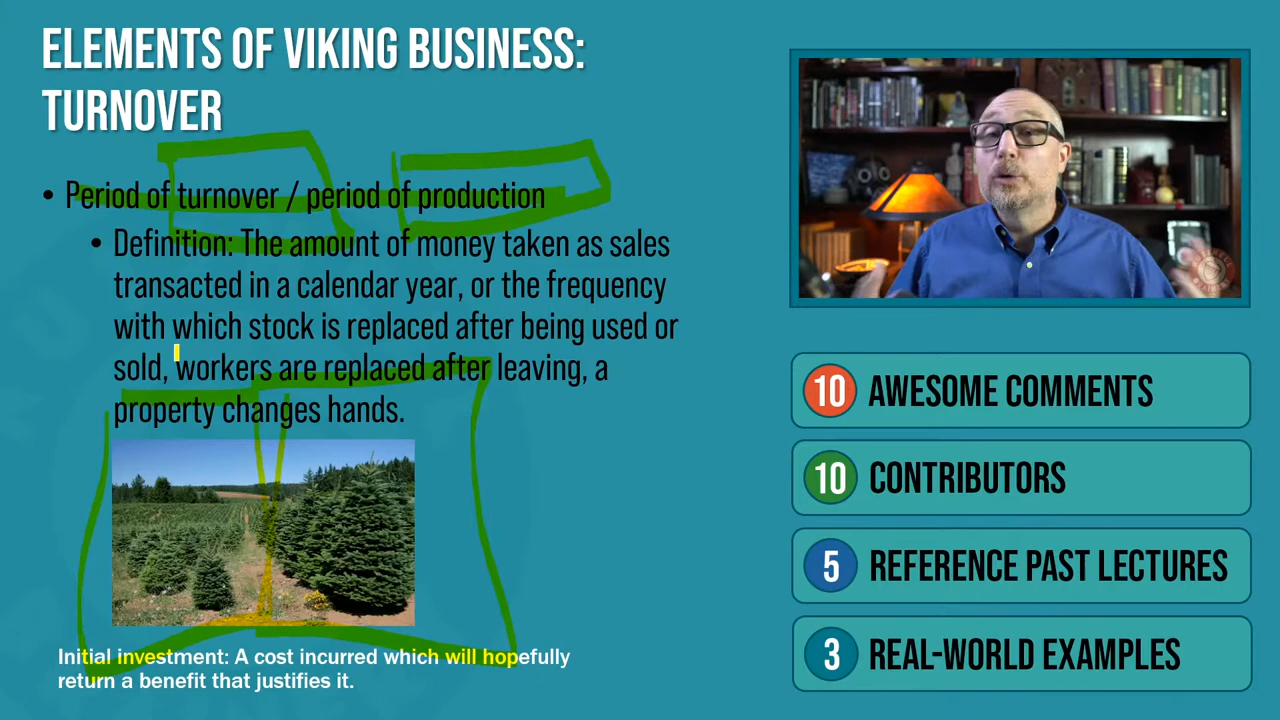 ELEMENTS OF VIKING BUSINESS:
TURNOVER
• Period of turnover / period of production
• Definition: The amount of money taken as sales
transacted in a calendar year, or the frequency
with which stock is replaced after being used or
sold, workers are replaced after leaving, a
property changes hands.
Initial investment: A cost incurred which will hopefully
return a benefit that justifies it.
10 AWESOME COMMENTS
10 CONTRIBUTORS
5 REFERENCE PAST LECTURES
3 REAL-WORLD EXAMPLES